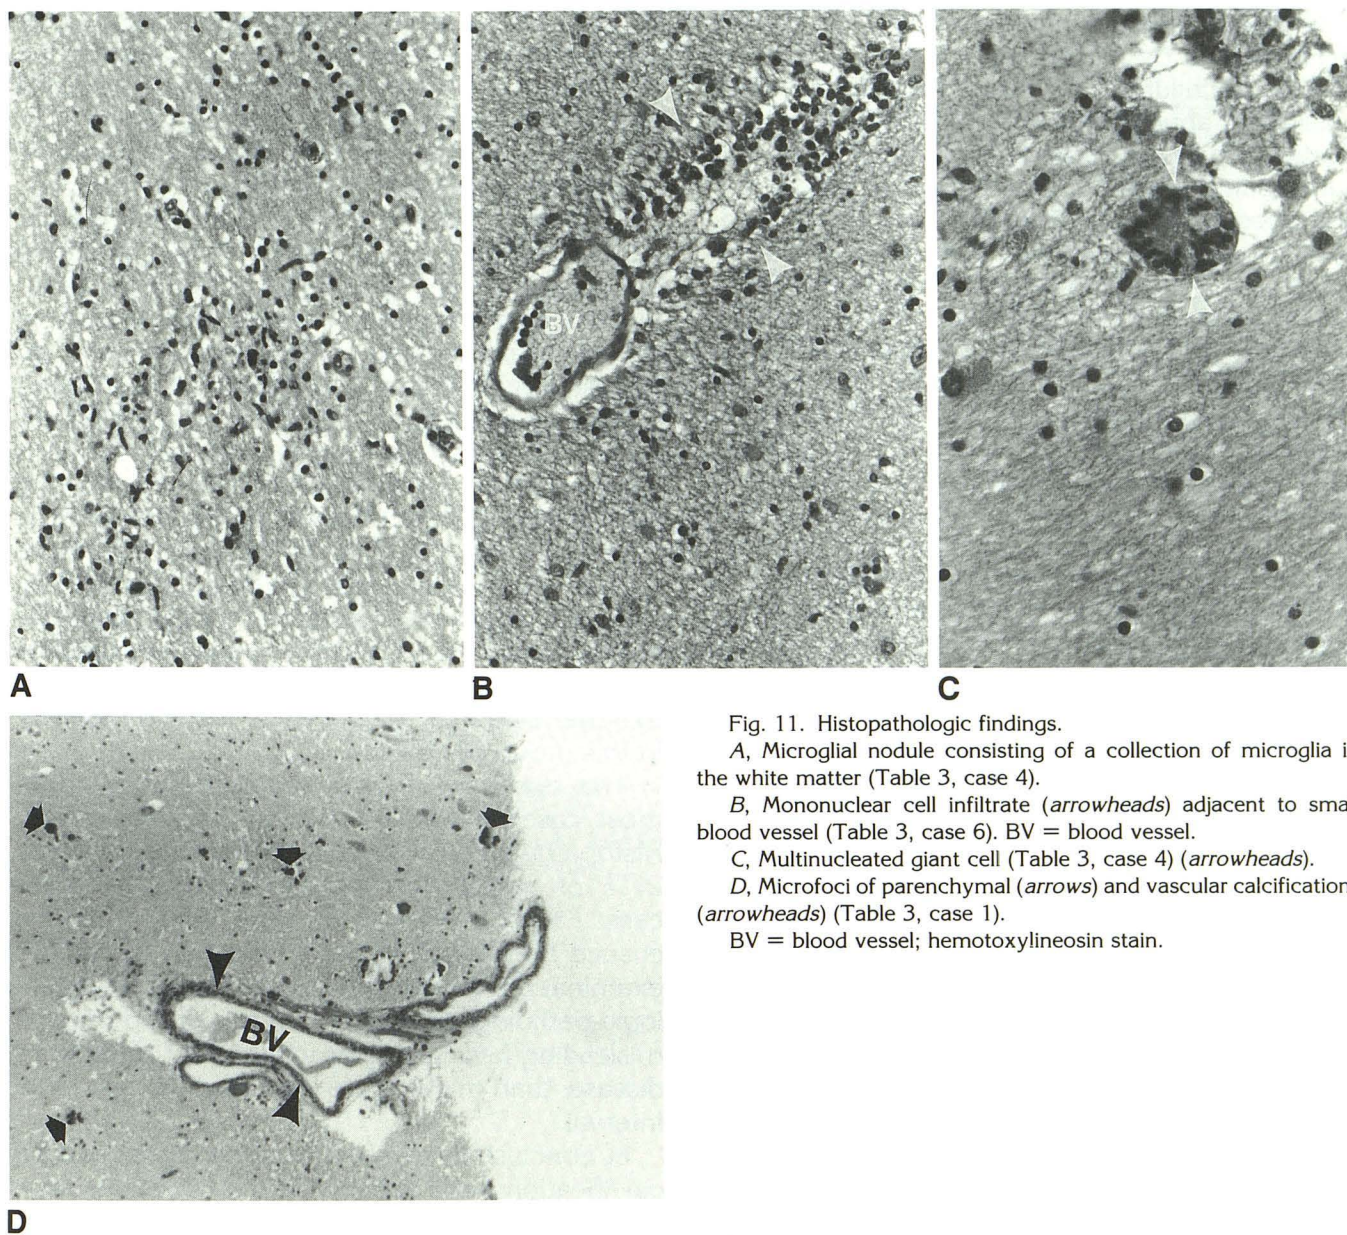 BV
A
B
C
BV
D
Fig. 11. Histopathologic findings.
A, Microglial nodule consisting of a collection of microglia i
the white matter (Table 3, case 4).
B, Mononuclear cell infiltrate (arrowheads) adjacent to sma
blood vessel (Table 3, case 6). BV = blood vessel.
C, Multinucleated giant cell (Table 3, case 4) (arrowheads).
D, Microfoci of parenchymal (arrows) and vascular calcification
(arrowheads) (Table 3, case 1).
BV = blood vessel; hemotoxylineosin stain.